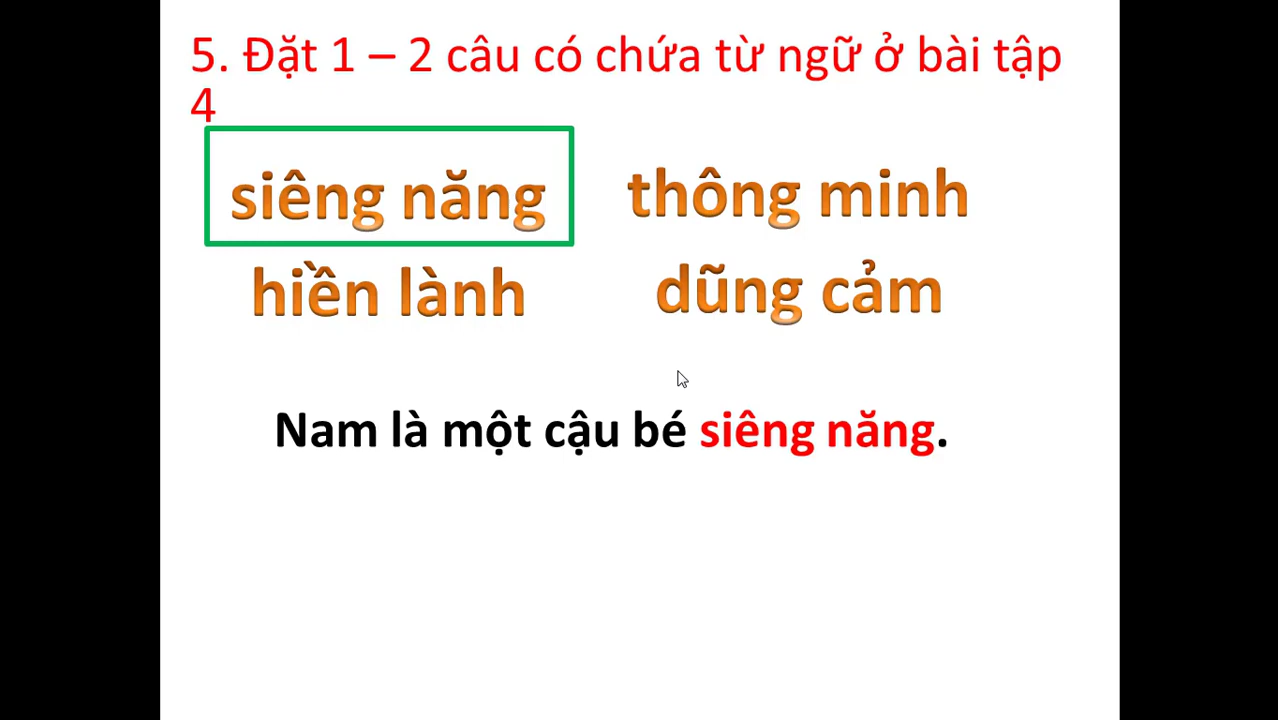 5. Đặt 1 – 2 câu có chứa từ ngữ ở bài tập
4
siêng năng thông minh
hiền lành dũng cảm
Nam là một cậu bé siêng năng.